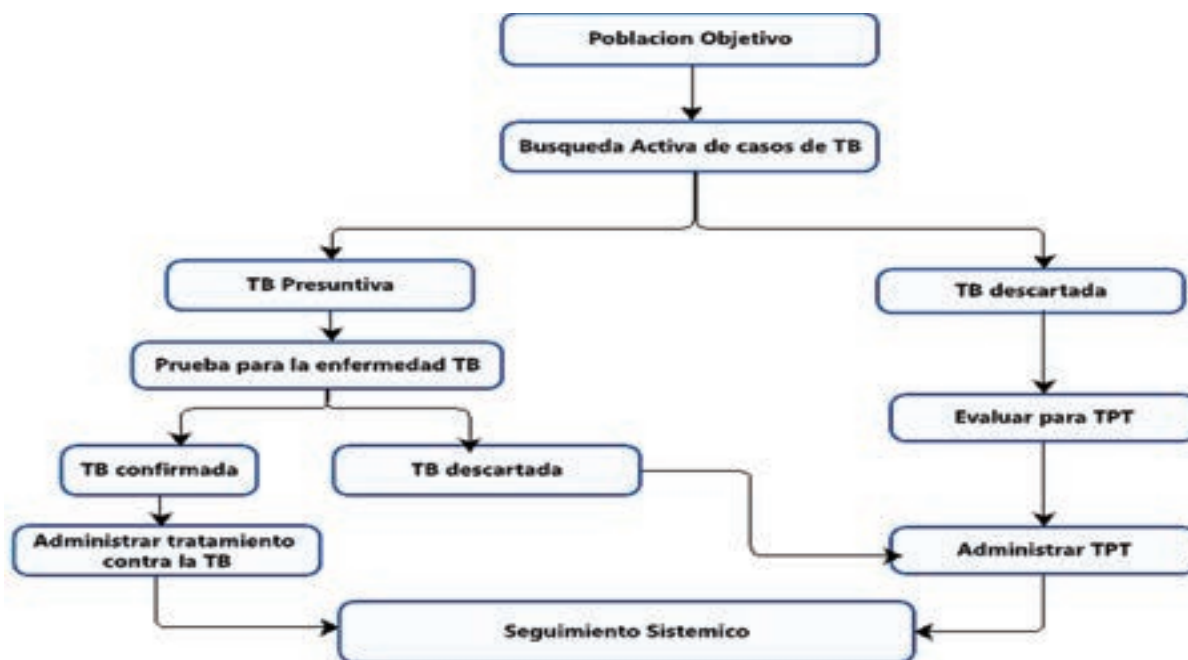 Poblacion Objetivo
Busqueda Activa de casos de TB
TB Presuntiva
TB descartada
Prueba para la enfermedad TB
Evaluar para TPT
TB confirmada
TB descartada
Administrar tratamiento
contra la TB
Administrar TPT
Seguimiento Sistemico